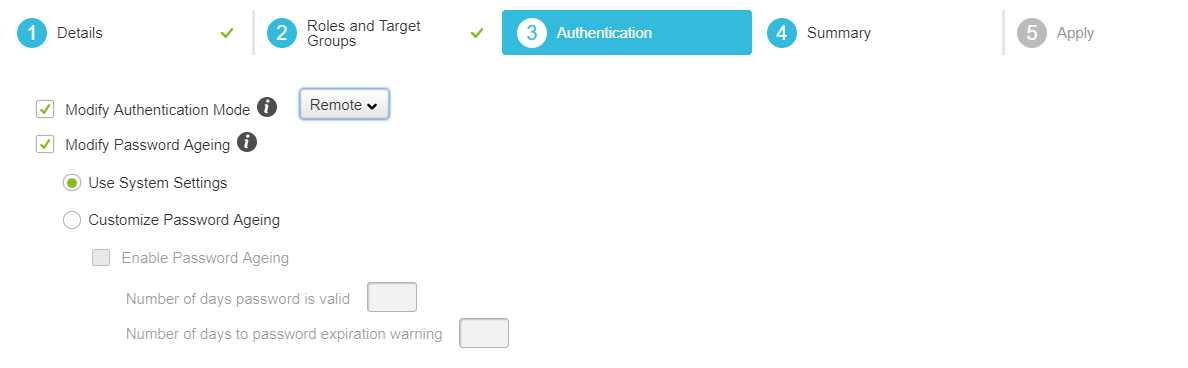 1 Details
2 Roles and Target
Groups
3 Authentication
4 Summary
5 Apply
Modify Authentication Mode i Remote
Modify Password Ageing i
Use System Settings
Customize Password Ageing
Enable Password Ageing
Number of days password is valid
Number of days to password expiration warning